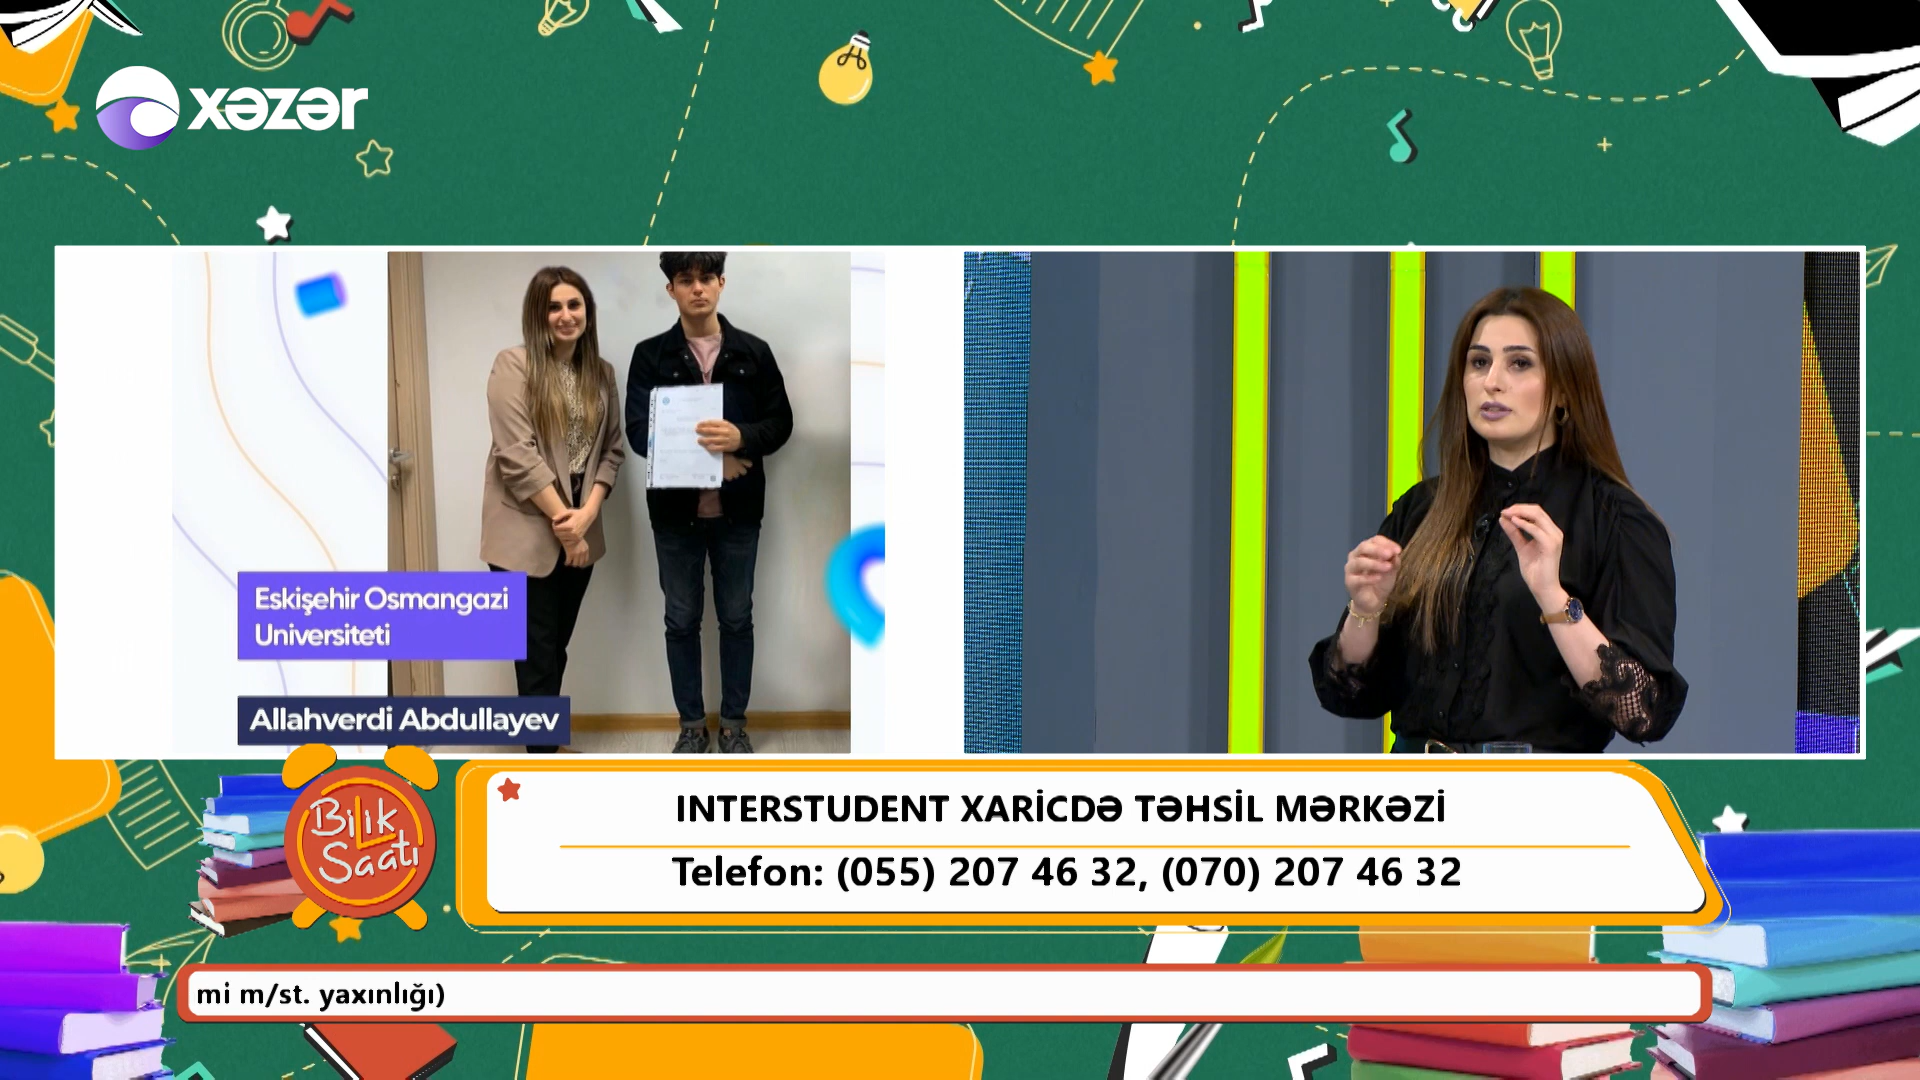 xəzər
Eskişehir Osmangazi
Universiteti
Allahverdi Abdullayev
Bilik
Saatı
INTERSTUDENT XARİCDƏ TƏHSİL MƏRKƏZİ
Telefon: (055) 207 46 32, (070) 207 46 32
mi m/st. yaxınlığı)